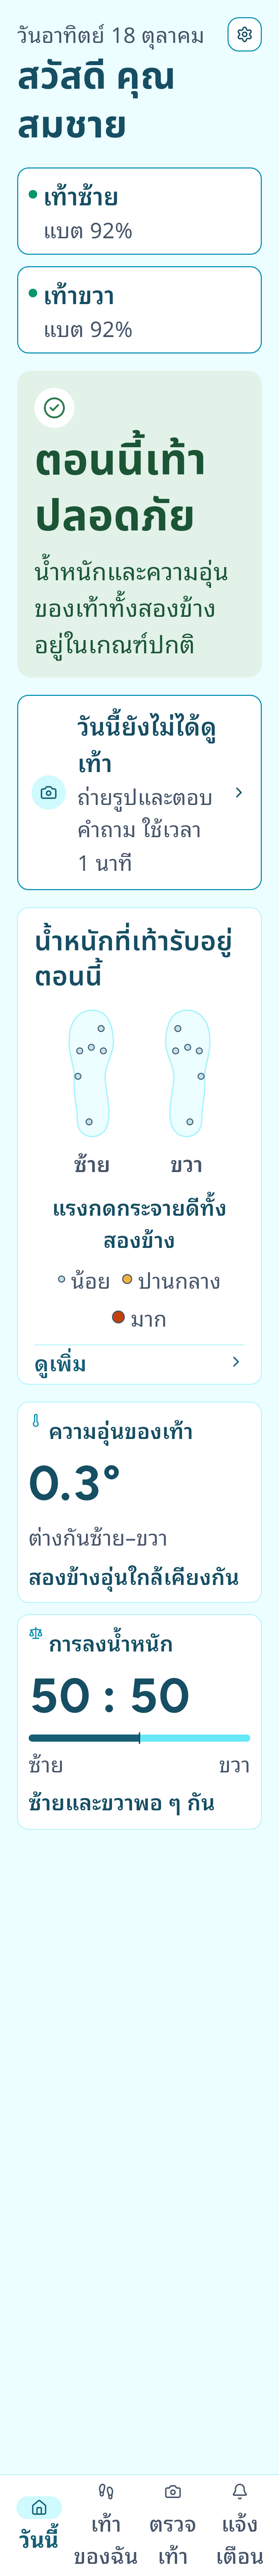 วันอาทิตย์ 18 ตุลาคม
สวัสดี คุณ
สมชาย
เท้าซ้าย
แบต 92%
เท้าขวา
แบต 92%
ตอนนี้เท้า
ปลอดภัย
น้ำหนักและความอุ่น
ของเท้าทั้งสองข้าง
อยู่ในเกณฑ์ปกติ
วันนี้ยังไม่ได้ดู
เท้า
ถ่ายรูปและตอบ
คำถาม ใช้เวลา
1 นาที
น้ำหนักที่เท้ารับอยู่
ตอนนี้
ซ้าย ขวา
แรงกดกระจายดีทั้ง
สองข้าง
น้อย ปานกลาง
มาก
ดูเพิ่ม
ความอุ่นของเท้า
0.3°
ต่างกันซ้าย–ขวา
สองข้างอุ่นใกล้เคียงกัน
การลงน้ำหนัก
50 : 50
ซ้าย ขวา
ซ้ายและขวาพอ ๆ กัน
วันนี้
เท้า
ของฉัน
ตรวจ
เท้า
แจ้ง
เตือน